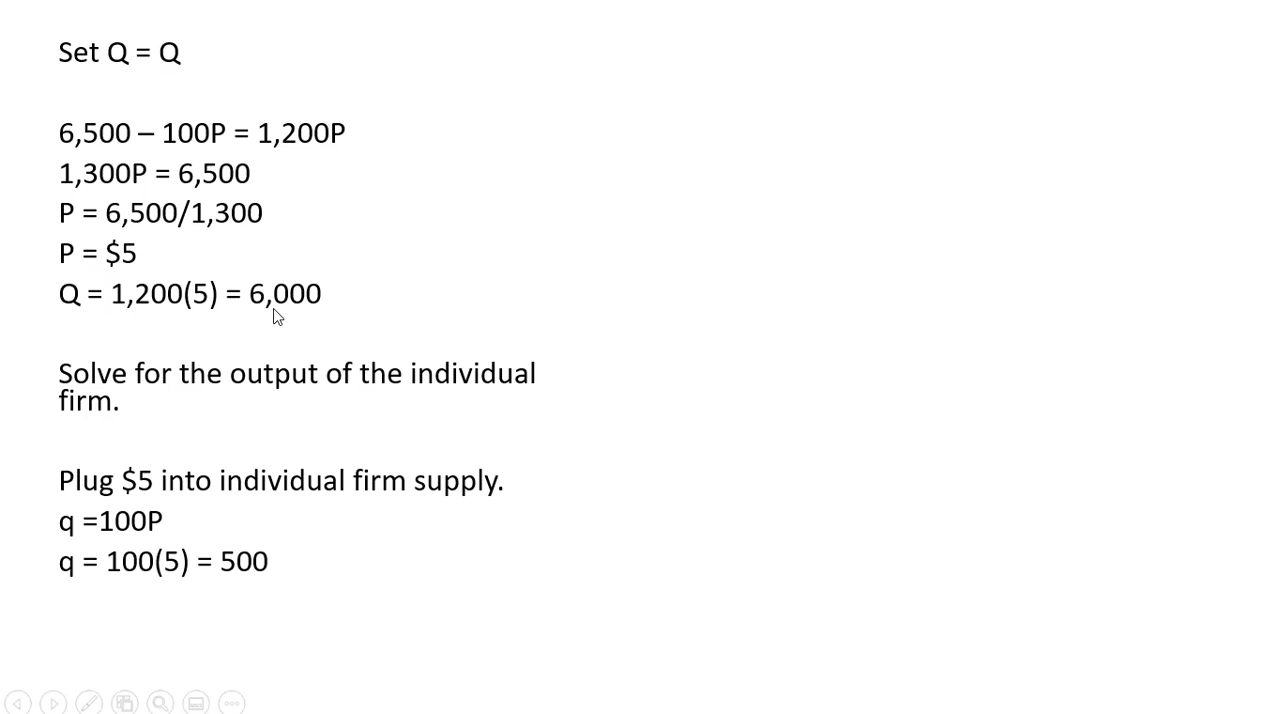 Set Q = Q
6,500 – 100P = 1,200P
1,300P = 6,500
P = 6,500/1,300
P = $5
Q = 1,200(5) = 6,000
Solve for the output of the individual
firm.
Plug $5 into individual firm supply.
q =100P
q = 100(5) = 500